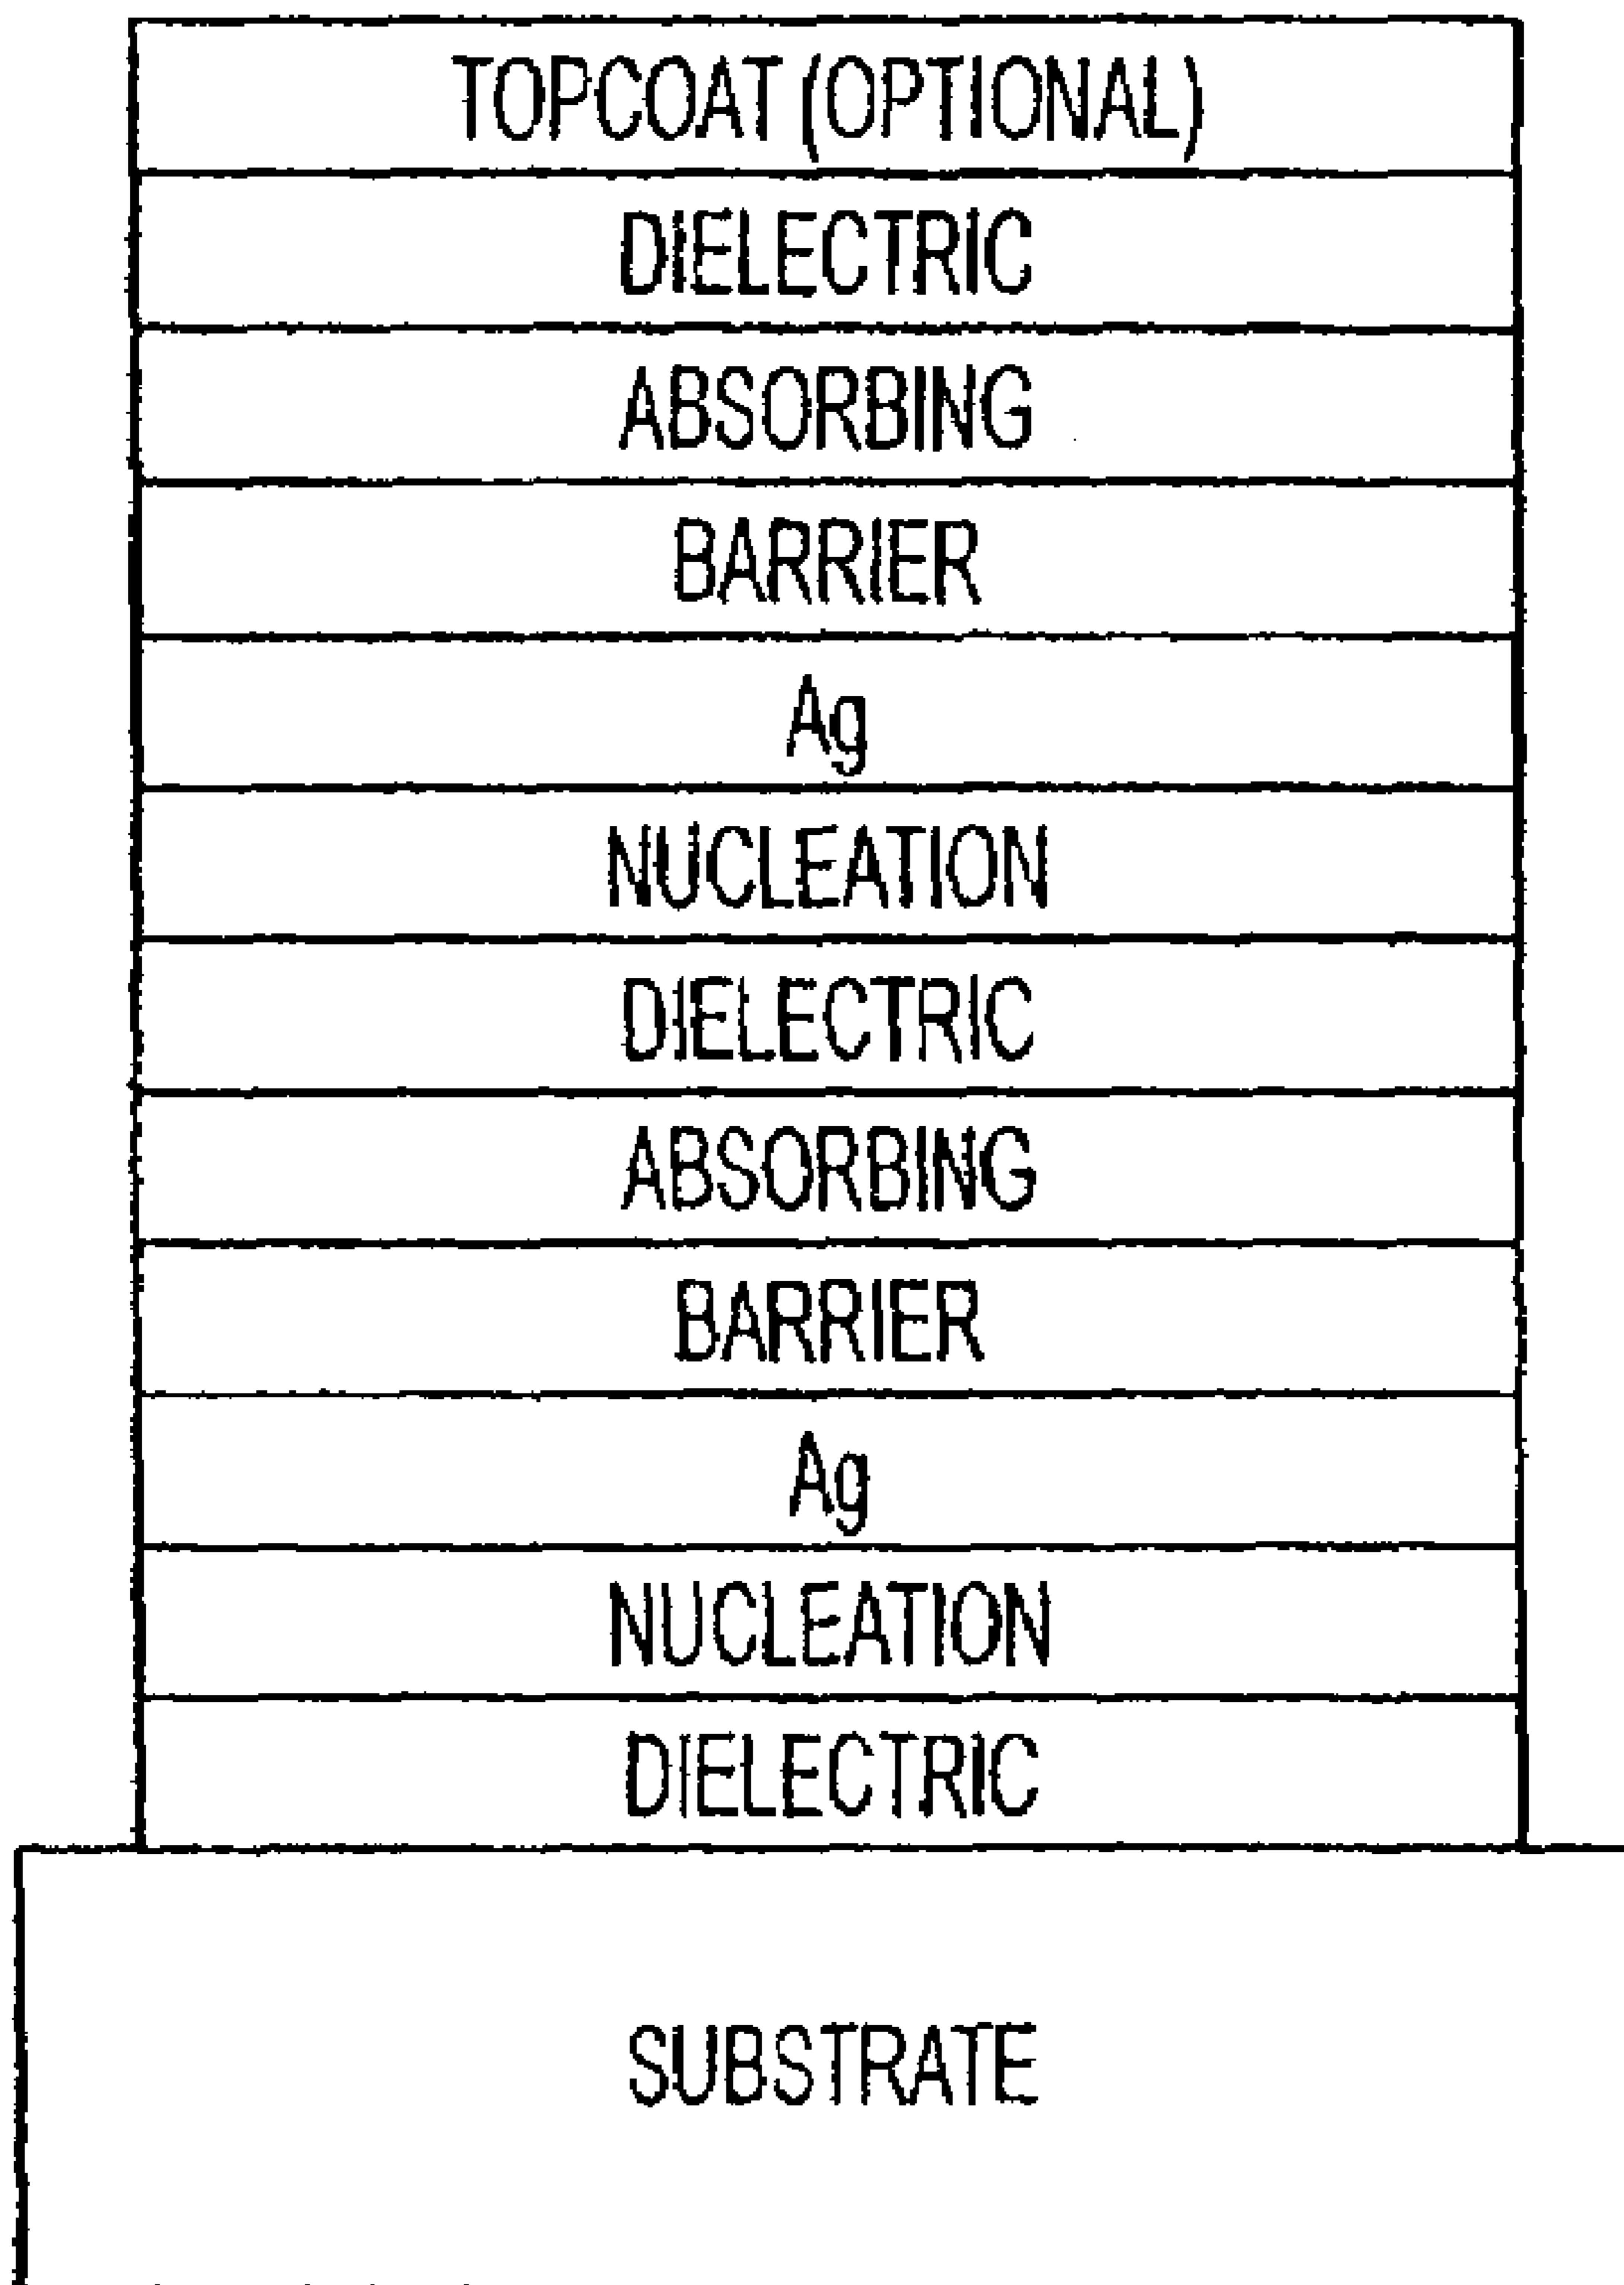 TOPCOAT (OPTIONAL)
DIELECTRIC
ABSORBING
BARRIER
Ag
NUCLEATION
DIELECTRIC
ABSORBING
BARRIER
Ag
NUCLEATION
DIELECTRIC
SUBSTRATE